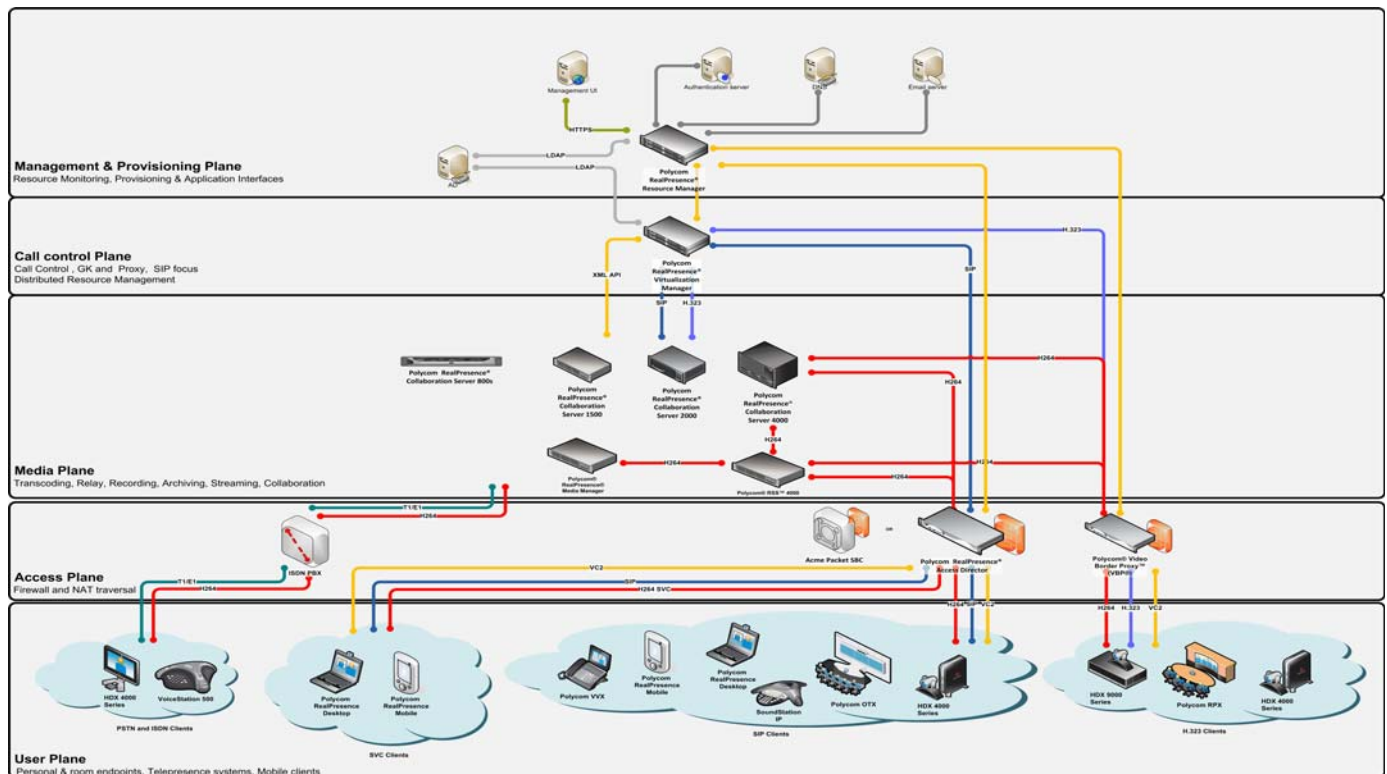 Management UI
Authentication server
DNS
Email server
HTTPS
LDAP
LDAP
AD
Polycom
RealPresence®
Resource Manager
Management & Provisioning Plane
Resource Monitoring, Provisioning & Application Interfaces
Call control Plane
Call Control , GK and Proxy, SIP focus
Distributed Resource Management
Polycom
RealPresence®
Virtualization
Manager
H.323
SIP
XML API
SIP
H.323
Polycom RealPresence®
Collaboration Server 800s
Polycom
RealPresence®
Collaboration
Server 1500
Polycom
RealPresence®
Collaboration
Server 2000
Polycom
RealPresence®
Collaboration
Server 4000
H264
H264
H264
H264
H264
H264
Polycom®
RealPresence®
Media Manager
Polycom® RSS™ 4000
Media Plane
Transcoding, Relay, Recording, Archiving, Streaming, Collaboration
T1/E1
H264
ISDN PBX
Acme Packet SBC
OR
Polycom RealPresence®
Access Director
Polycom® Video
Border Proxy™
(VBP®)
Access Plane
Firewall and NAT traversal
T1/E1
H264
VC2
SIP
H264 SVC
H264 SIP VC2
H264 H.323 VC2
HDX 4000
Series
VoiceStation 500
PSTN and ISDN Clients
Polycom
RealPresence
Desktop
Polycom
RealPresence
Mobile
SVC Clients
Polycom VVX
Polycom
RealPresence
Mobile
Polycom
RealPresence
Desktop
SoundStation
IP
Polycom OTX
HDX 4000
Series
SIP Clients
HDX 9000
Series
Polycom RPX
HDX 4000
Series
H.323 Clients
User Plane
Personal & room endpoints, Telepresence systems, Mobile clients